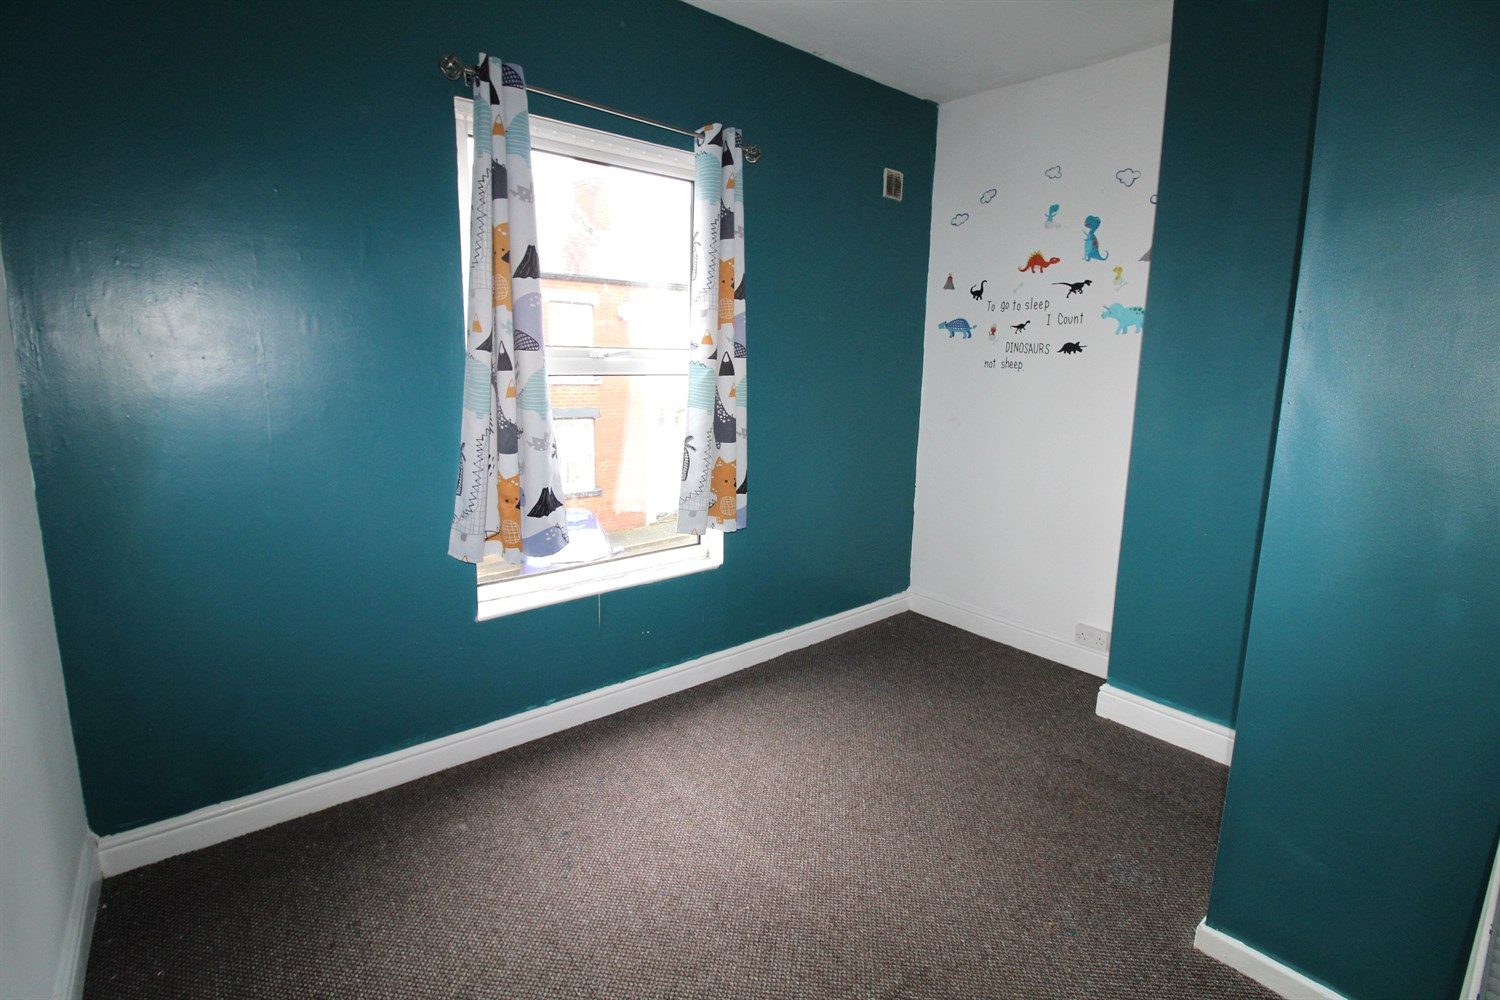 To go to sleep
I Count
DINOSAURS
not sheep.